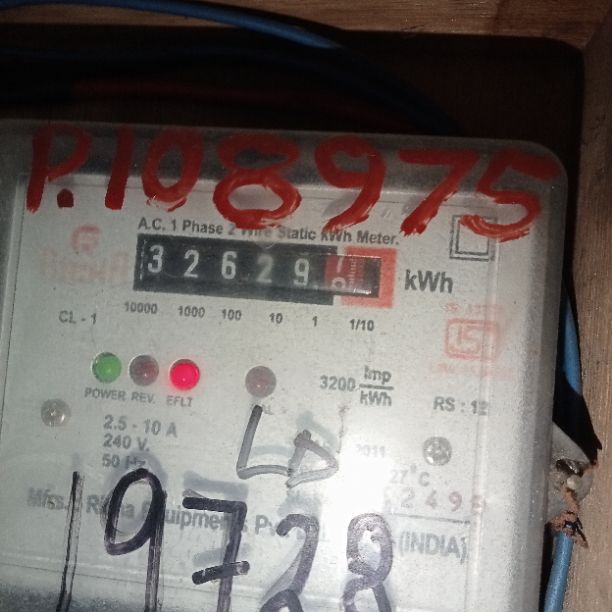 P.108975
A.C. 1 Phase 2 Wire Static kWh Meter.
32629 kWh
10000 1000 100 10 1 1/10
CL - 1
POWER REV. EFLT
3200 Imp/kWh
RS : 12
2.5 - 10 A
240 V.
50 Hz
LD
2011
27°C
Equipments (INDIA)
19728